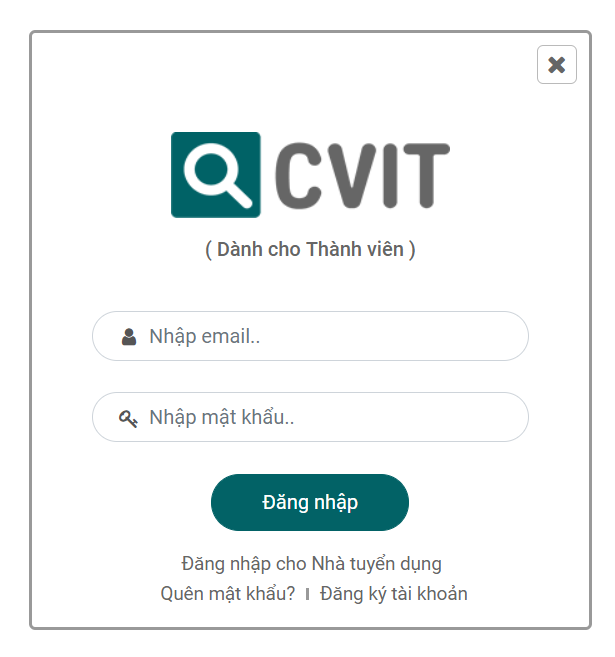 CVIT
( Dành cho Thành viên )
Nhập email..
Nhập mật khẩu..
Đăng nhập
Đăng nhập cho Nhà tuyển dụng
Quên mật khẩu? | Đăng ký tài khoản